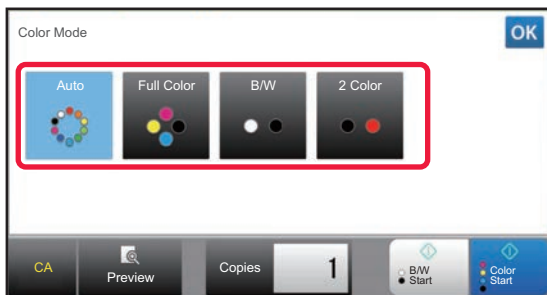 Color Mode
OK
Auto
Full Color
B/W
2 Color
CA
Preview
Copies
1
B/W
Start
Color
Start